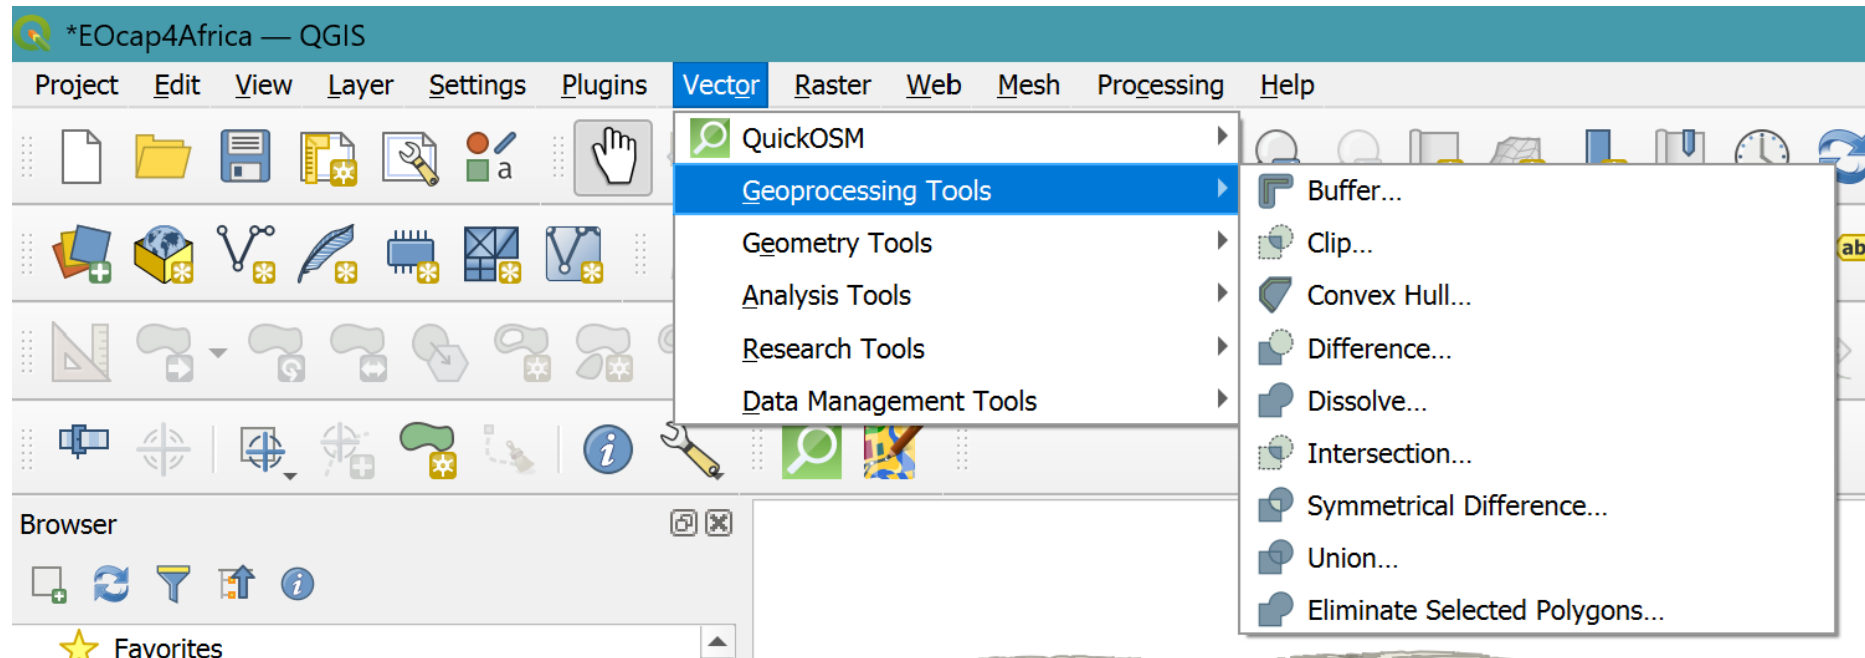 *EOcap4Africa — QGIS
Project Edit View Layer Settings Plugins Vector Raster Web Mesh Processing Help
QuickOSM
Geoprocessing Tools
Geometry Tools
Analysis Tools
Research Tools
Data Management Tools
Buffer...
Clip...
Convex Hull...
Difference...
Dissolve...
Intersection...
Symmetrical Difference...
Union...
Eliminate Selected Polygons...
a
ab
Browser
Favorites